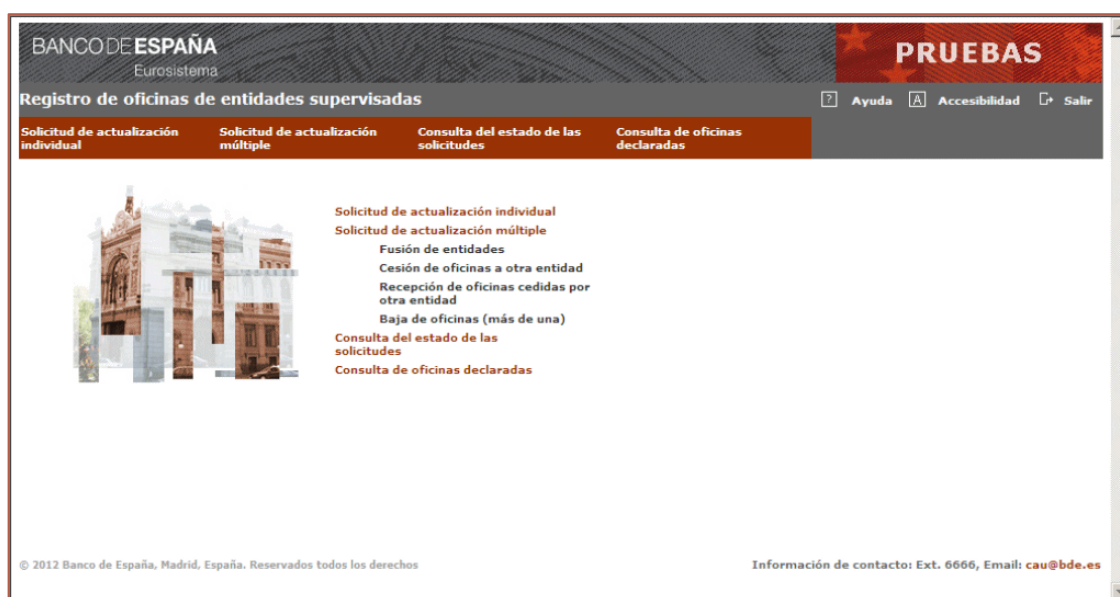 BANCO DE ESPAÑA
Eurosistema
PRUEBAS
Registro de oficinas de entidades supervisadas
? Ayuda A Accesibilidad Salir
Solicitud de actualización individual
Solicitud de actualización múltiple
Consulta del estado de las solicitudes
Consulta de oficinas declaradas
Solicitud de actualización individual
Solicitud de actualización múltiple
Fusión de entidades
Cesión de oficinas a otra entidad
Recepción de oficinas cedidas por
otra entidad
Baja de oficinas (más de una)
Consulta del estado de las
solicitudes
Consulta de oficinas declaradas
© 2012 Banco de España, Madrid, España. Reservados todos los derechos
Información de contacto: Ext. 6666, Email: cau@bde.es